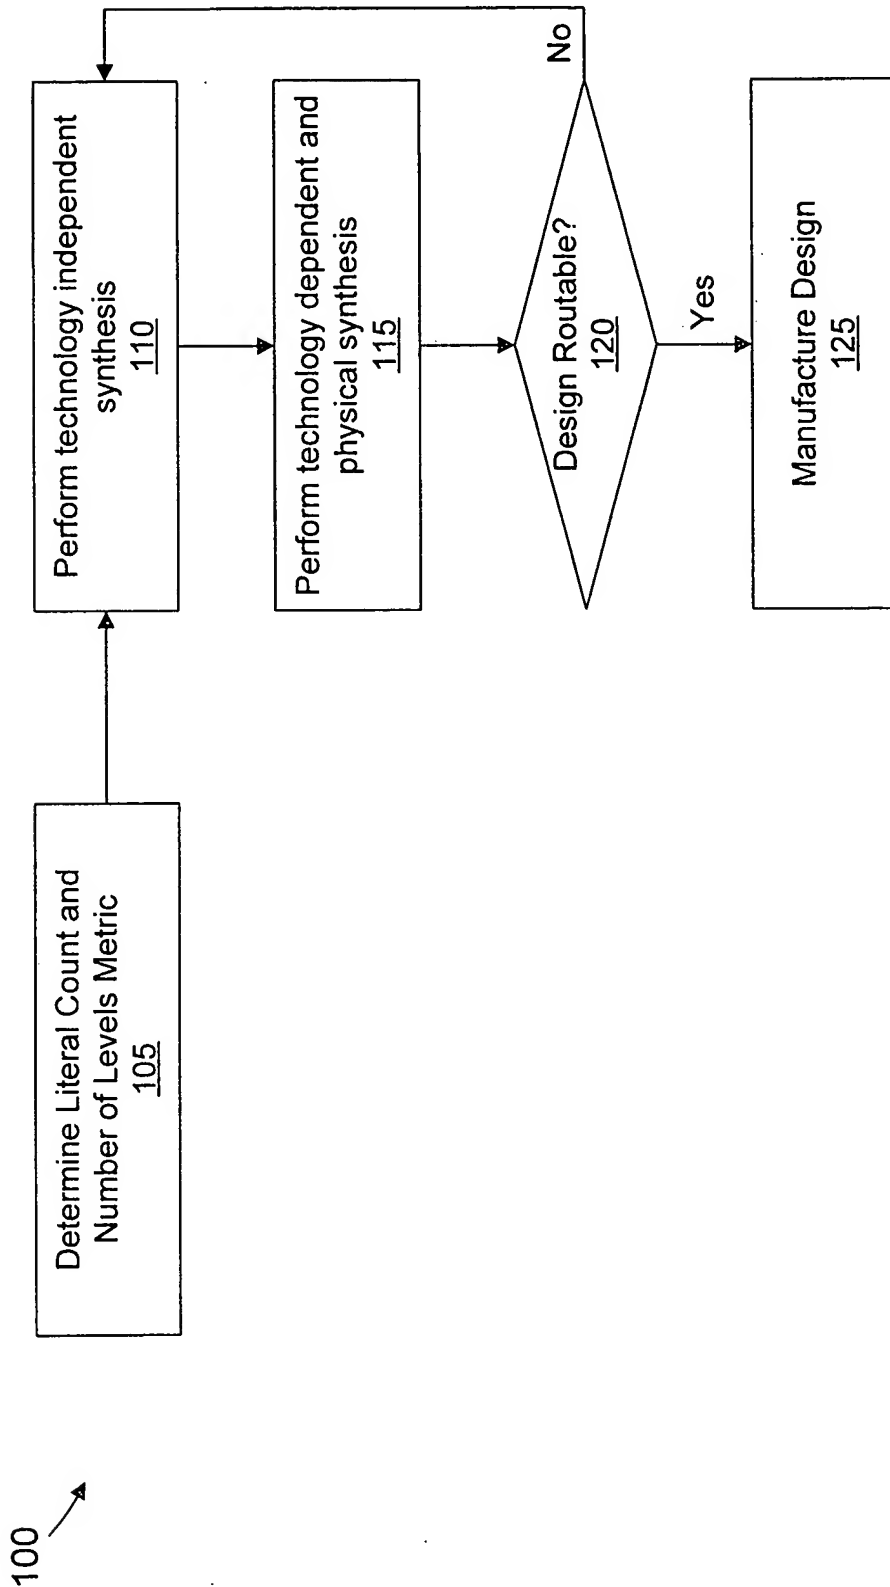 100
Determine Literal Count and
Number of Levels Metric
105
Perform technology independent
synthesis
110
Perform technology dependent and
physical synthesis
115
Design Routable?
120
No
Yes
Manufacture Design
125